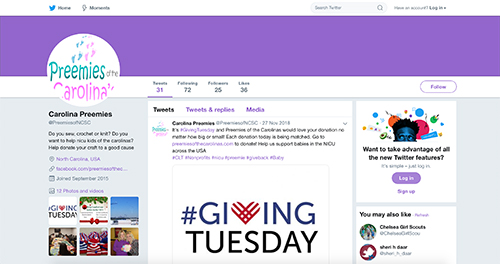 Home
Moments
Search Twitter
Have an account? Log in
Preemies
of the
Carolina's
Tweets
31
Following
72
Followers
25
Likes
36
Follow
Carolina Preemies
@PreemiesofNCSC
Do you sew, crochet or knit? Do you want to help nicu kids of the carolinas? Help donate your craft to a good cause
North Carolina, USA
facebook.com/preemiesofthec...
Joined September 2015
13 Photos and videos
Tweets
Tweets & replies
Media
Carolina Preemies @PreemiesofNCSC · 27 Nov 2018
It's #GivingTuesday and Preemies of the Carolinas would love your donation no
matter how big or small! Each donation today is being matched. Go to
preemiesofthecarolinas.com to donate! Help us support babies in the NICU
across the USA
#CLT #Nonprofits #nicu #preemie #giveback #Baby
#GIVING
TUESDAY
Want to take advantage of all
the new Twitter features?
It's simple – just log in.
Log in
Sign up
You may also like
Refresh
Chelsea Girl Scouts
@ChelseaGirlScou
sheri h daar
@sheri_h_daar